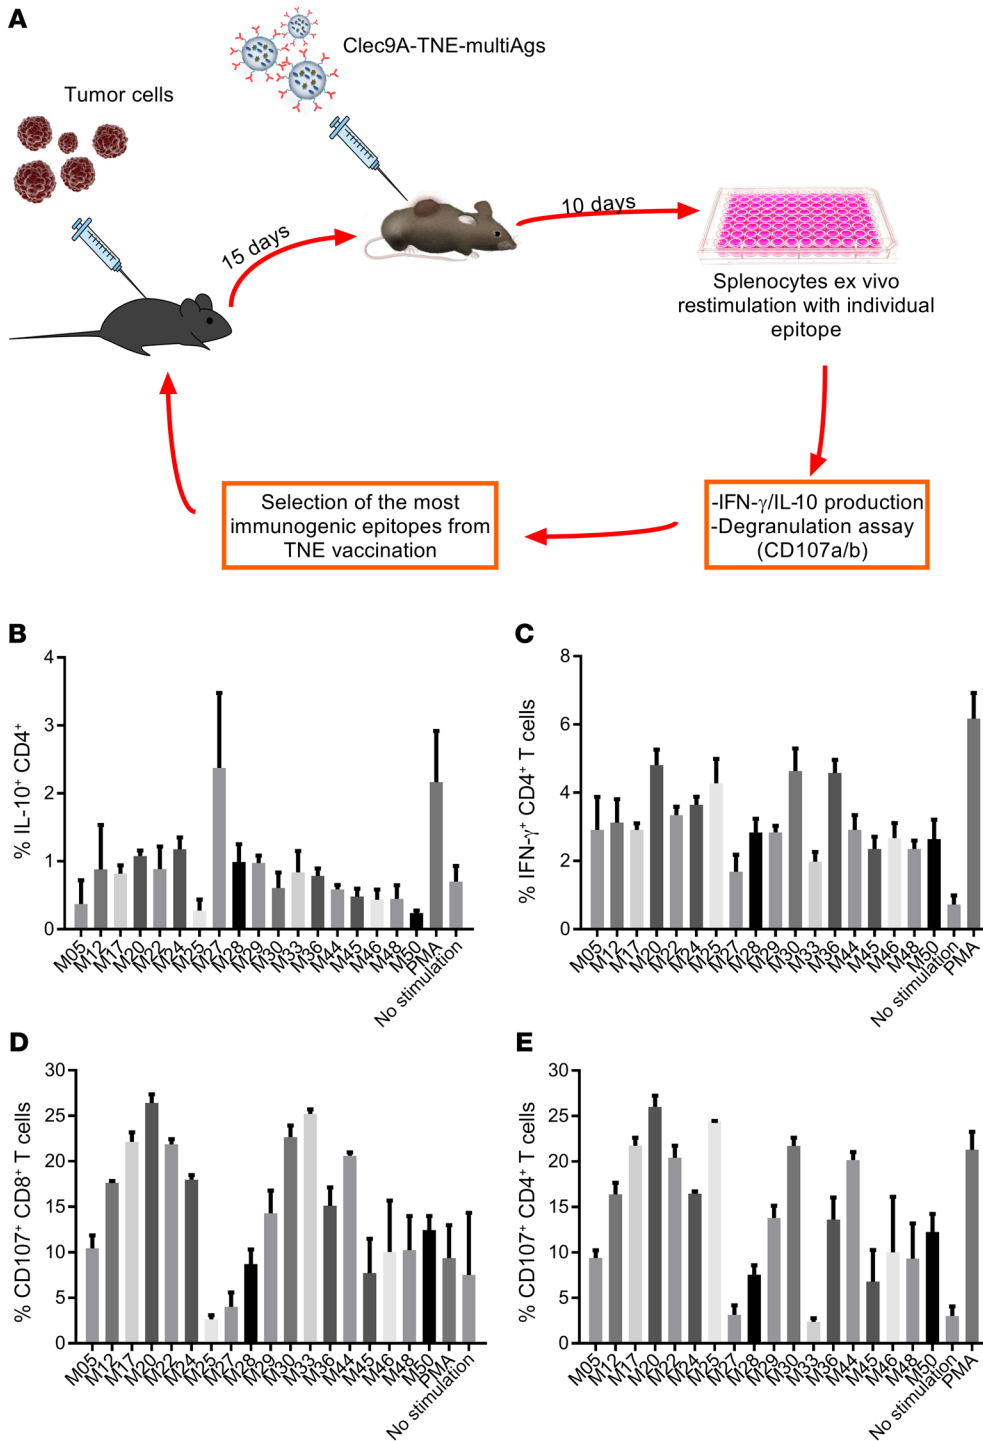 A
Clec9A-TNE-multiAgs
Tumor cells
15 days
10 days
Splenocytes ex vivo
restimulation with individual
epitope
-IFN-γ/IL-10 production
-Degranulation assay
(CD107a/b)
Selection of the most
immunogenic epitopes from
TNE vaccination
B
% IL-10⁺ CD4⁺
4
3
2
1
0
M05
M12
M17
M20
M22
M24
M25
M27
M28
M29
M30
M33
M36
M44
M45
M46
M48
M50
PMA
No stimulation
C
% IFN-γ⁺ CD4⁺ T cells
8
6
4
2
0
M05
M12
M17
M20
M22
M24
M25
M27
M28
M29
M30
M33
M36
M44
M45
M46
M48
M50
No stimulation
PMA
D
% CD107⁺ CD8⁺ T cells
30
25
20
15
10
5
0
M05
M12
M17
M20
M22
M24
M25
M27
M28
M29
M30
M33
M36
M44
M45
M46
M48
M50
PMA
No stimulation
E
% CD107⁺ CD4⁺ T cells
30
25
20
15
10
5
0
M05
M12
M17
M20
M22
M24
M25
M27
M28
M29
M30
M33
M36
M44
M45
M46
M48
M50
No stimulation
PMA